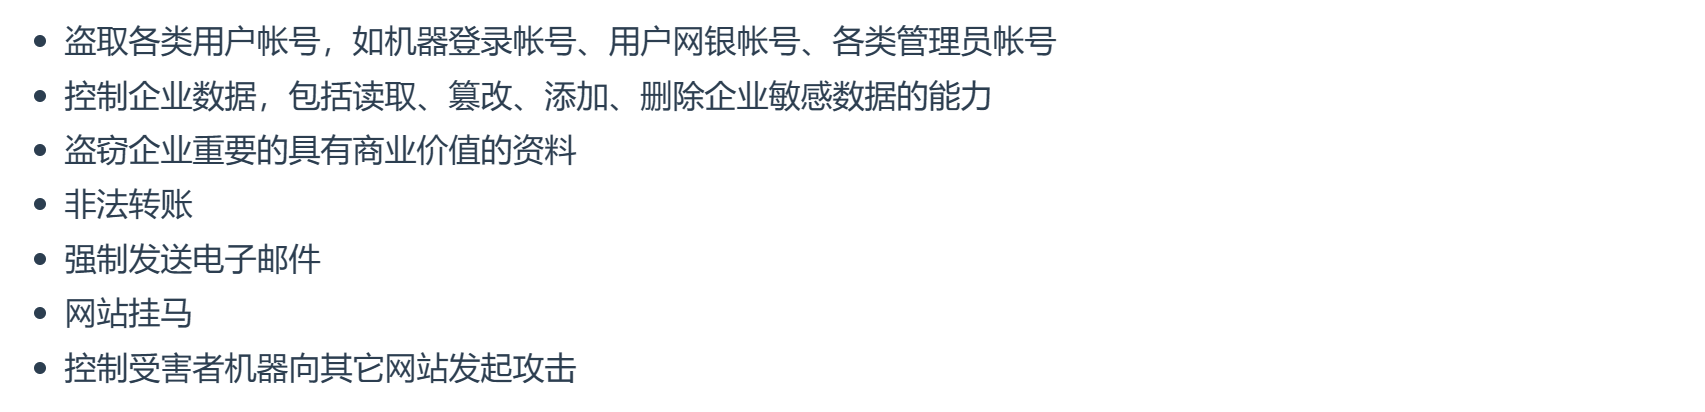 • 盗取各类用户帐号，如机器登录帐号、用户网银帐号、各类管理员帐号
• 控制企业数据，包括读取、篡改、添加、删除企业敏感数据的能力
• 盗窃企业重要的具有商业价值的资料
• 非法转账
• 强制发送电子邮件
• 网站挂马
• 控制受害者机器向其它网站发起攻击